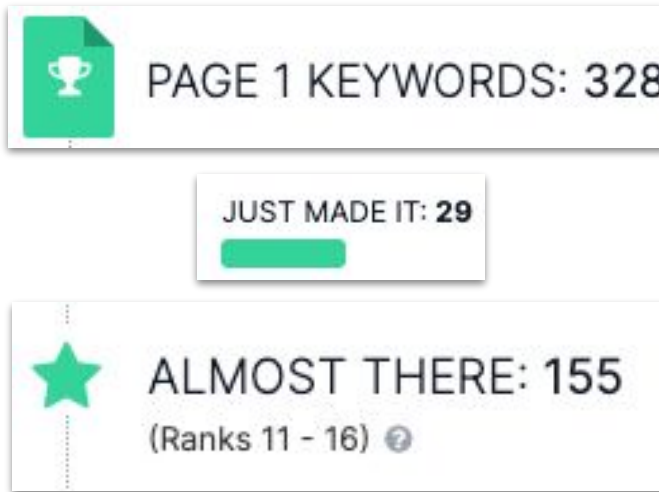 PAGE 1 KEYWORDS: 328
JUST MADE IT: 29
ALMOST THERE: 155
(Ranks 11 - 16) ?